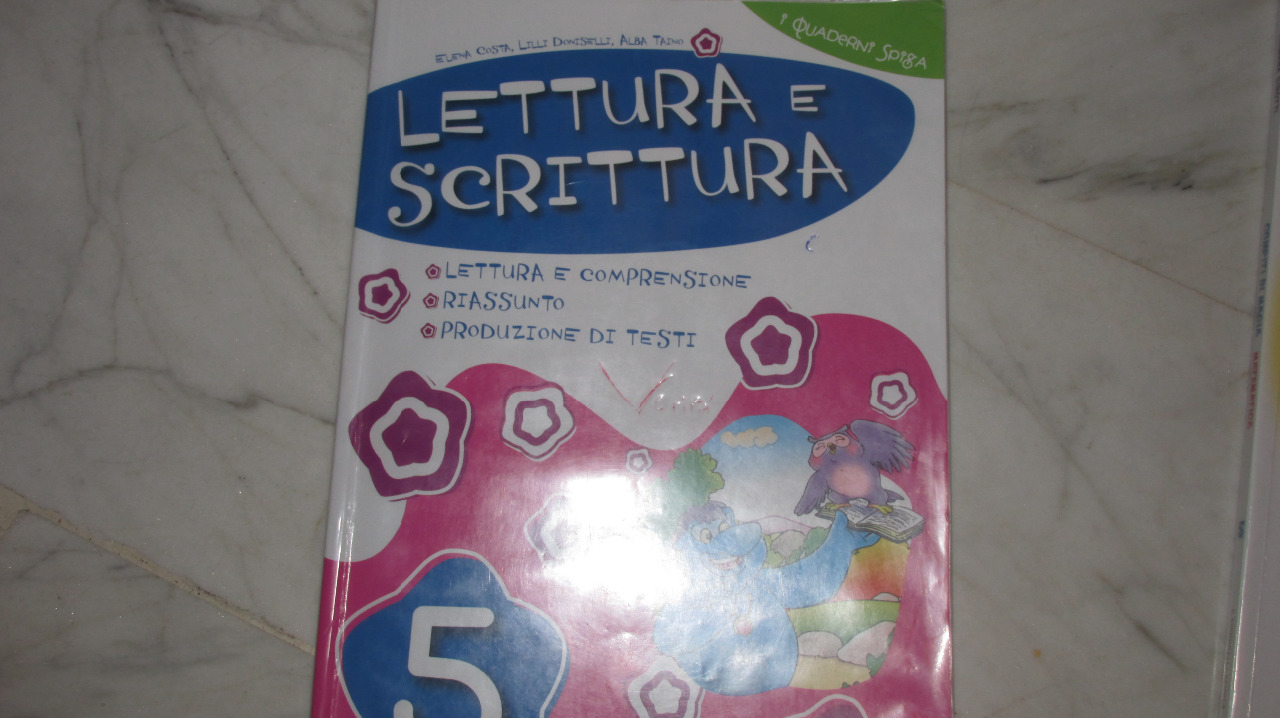 i Quaderni Spiga
Elena Costa, Lilli Doniselli, Alba Taino
LETTURA E
SCRITTURA
LETTURA E COMPRENSIONE
RIASSUNTO
PRODUZIONE DI TESTI
5